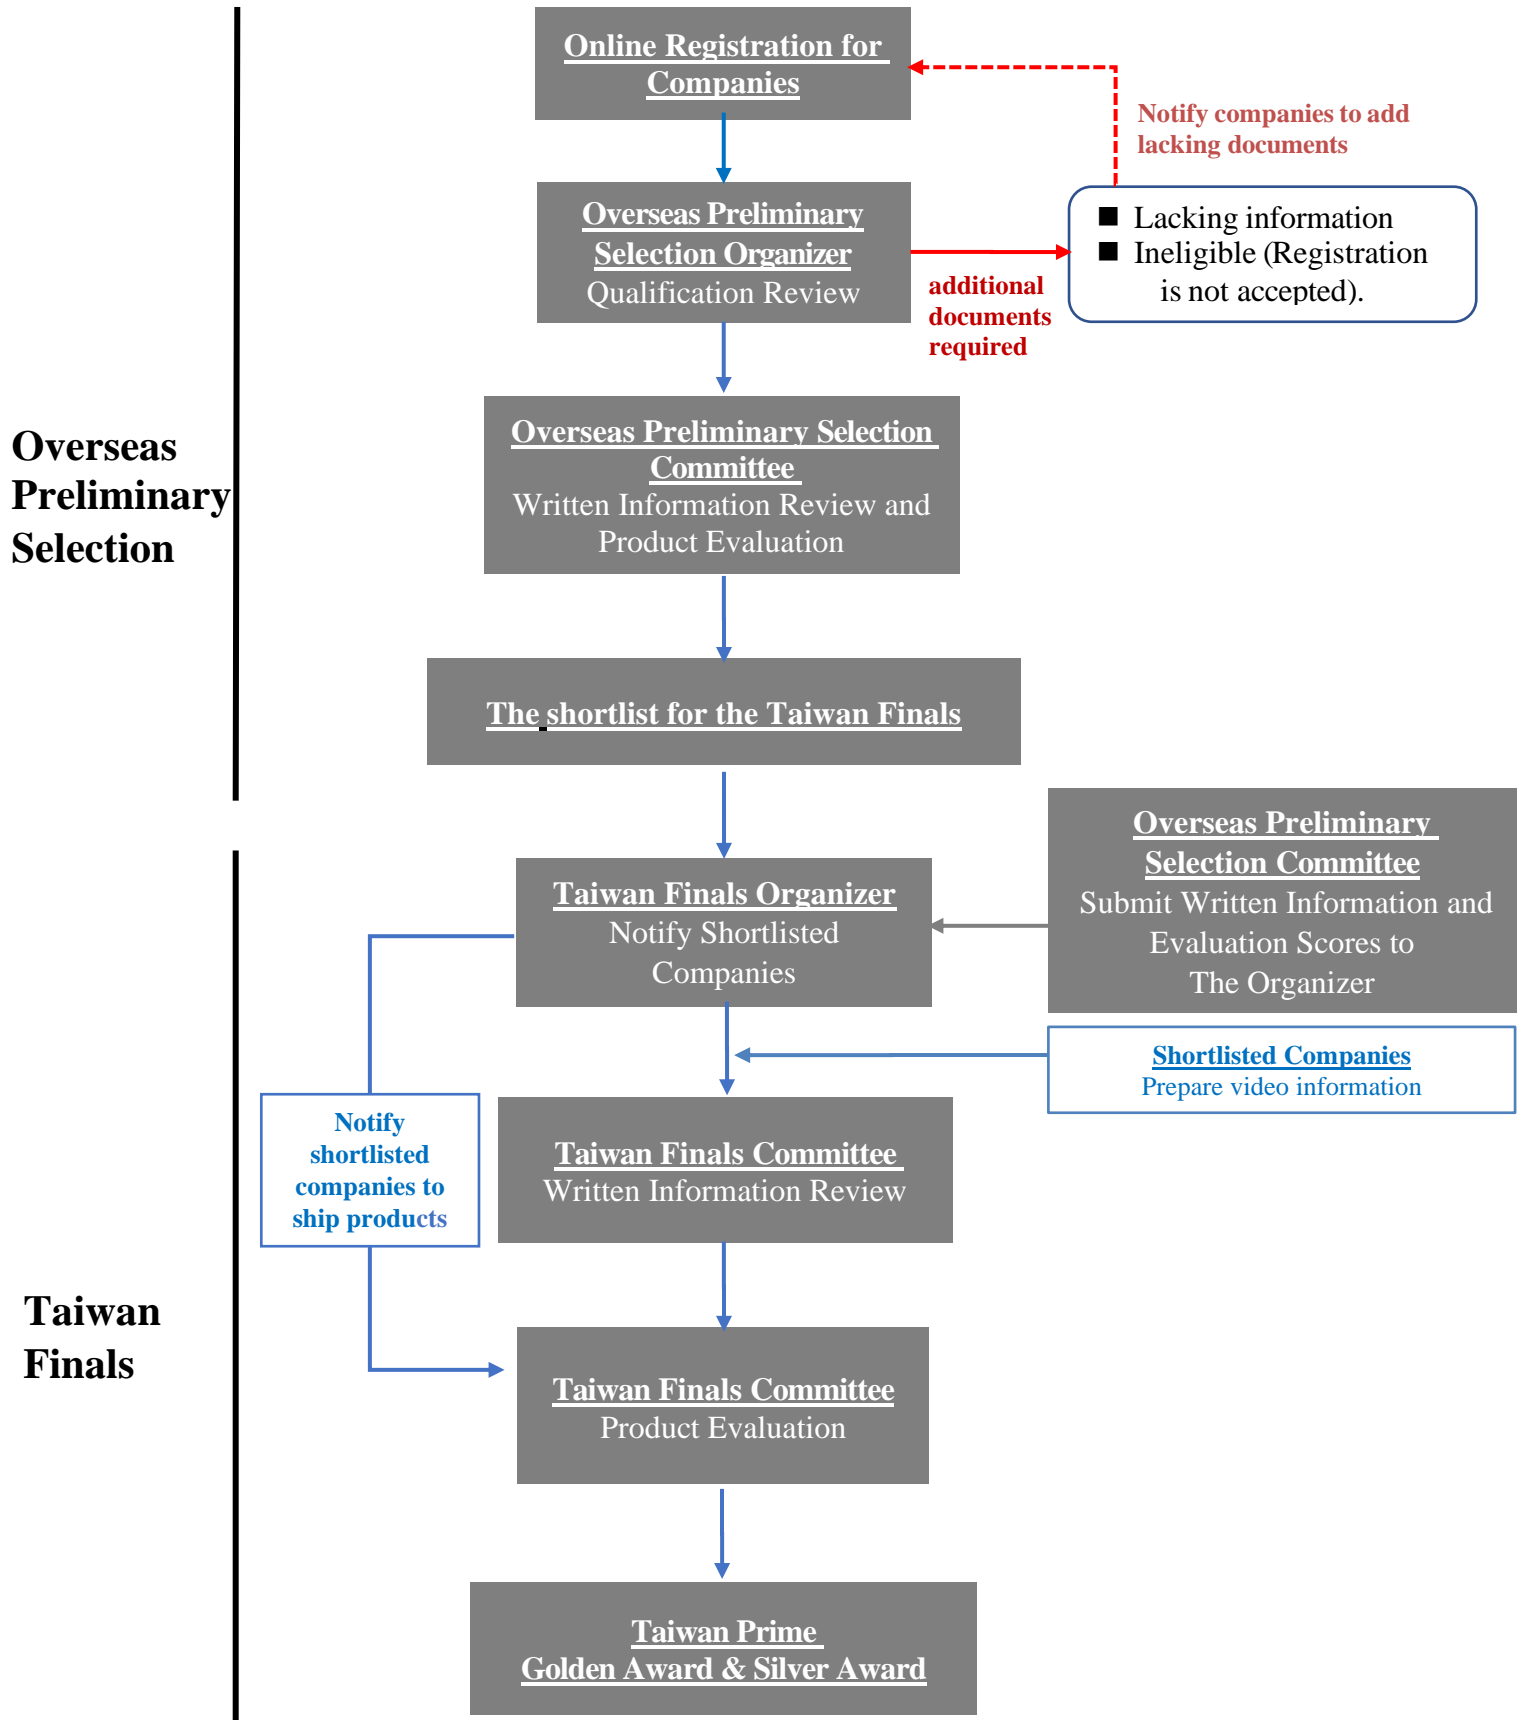 Online Registration for
Companies
Notify companies to add
lacking documents
Overseas Preliminary
Selection Organizer
Qualification Review
additional
documents
required
■ Lacking information
■ Ineligible (Registration
is not accepted).
Overseas
Preliminary
Selection
Overseas Preliminary Selection
Committee
Written Information Review and
Product Evaluation
The shortlist for the Taiwan Finals
Taiwan Finals Organizer
Notify Shortlisted
Companies
Overseas Preliminary
Selection Committee
Submit Written Information and
Evaluation Scores to
The Organizer
Shortlisted Companies
Prepare video information
Notify
shortlisted
companies to
ship products
Taiwan Finals Committee
Written Information Review
Taiwan
Finals
Taiwan Finals Committee
Product Evaluation
Taiwan Prime
Golden Award & Silver Award